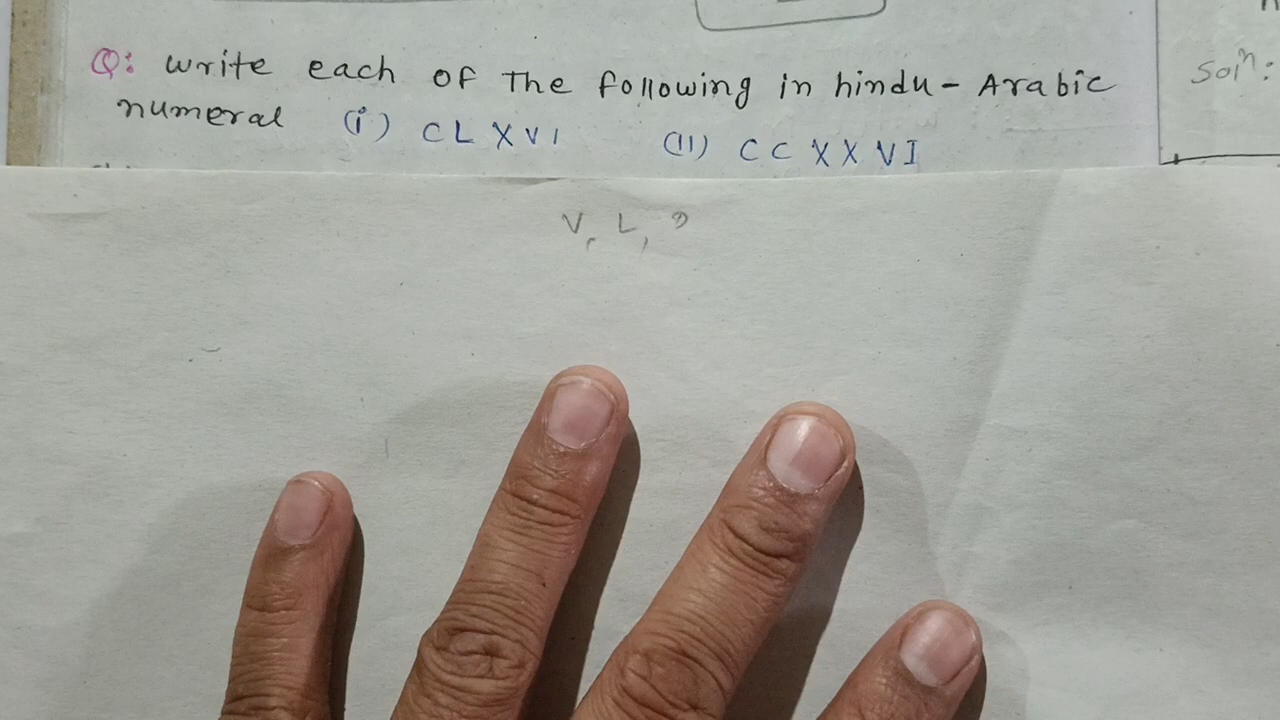 Q: write each of The following in hindu - Arabic
numeral (i) CLXVI (II) CCXXVI
Soln:
V, L,